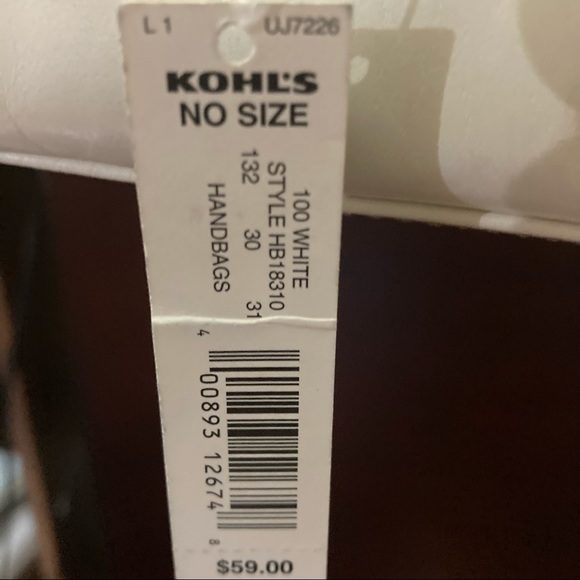 L 1 UJ7226
KOHL'S
NO SIZE
100 WHITE
STYLE HB18310
132 30 31
HANDBAGS
4 00893 12674 8
$59.00